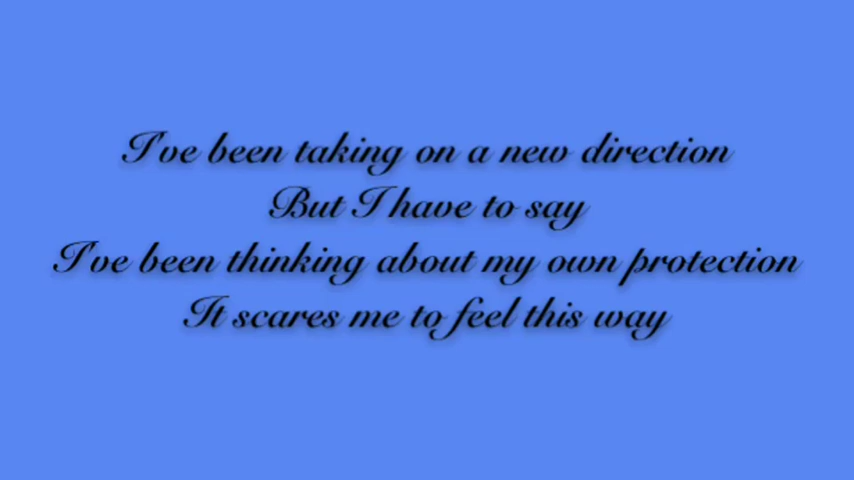 I've been taking on a new direction
But I have to say
I've been thinking about my own protection
It scares me to feel this way